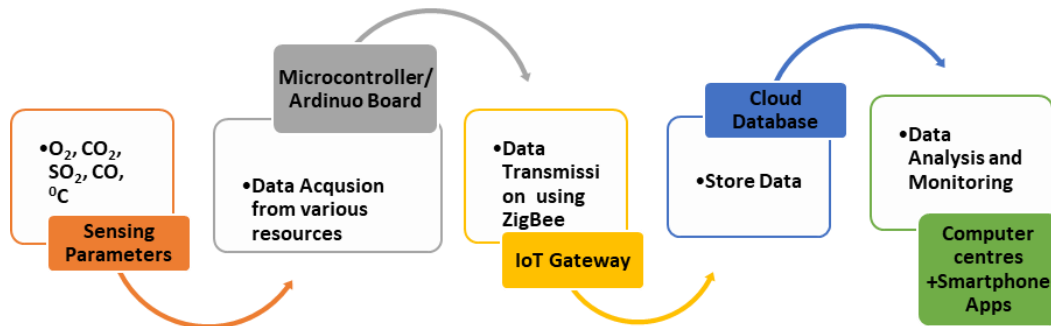 •O₂, CO₂,
SO₂, CO,
⁰C
Sensing
Parameters
Microcontroller/
Ardinuo Board
•Data Acqusion
from various
resources
•Data
Transmissi
on using
ZigBee
IoT Gateway
Cloud
Database
•Store Data
•Data
Analysis and
Monitoring
Computer
centres
+Smartphone
Apps